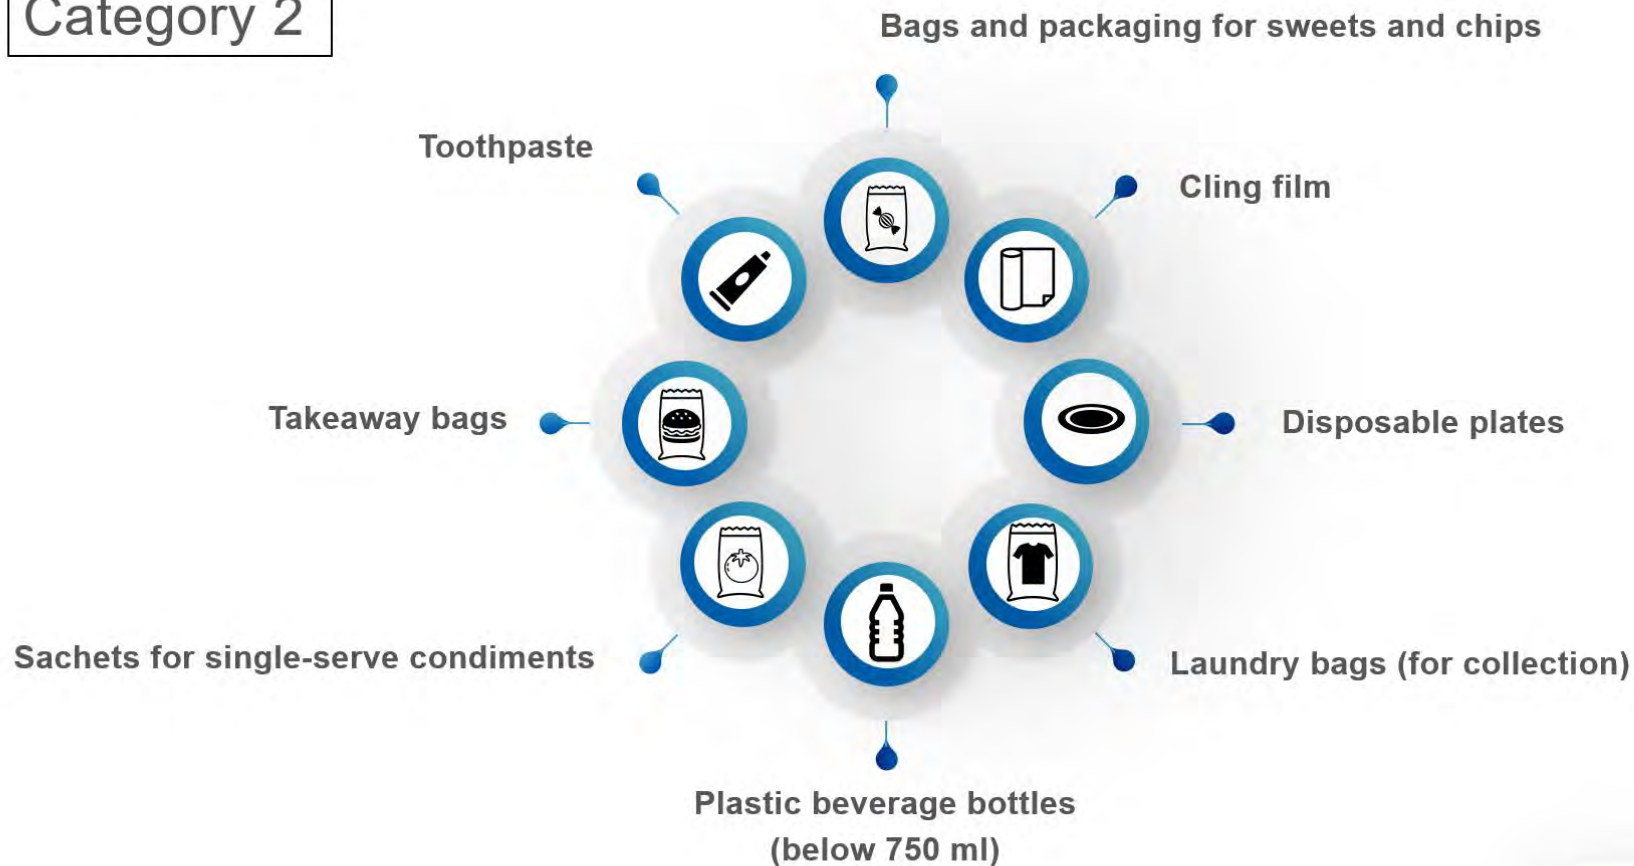 Category 2
Bags and packaging for sweets and chips
Toothpaste
Cling film
Takeaway bags
Disposable plates
Sachets for single-serve condiments
Laundry bags (for collection)
Plastic beverage bottles
(below 750 ml)